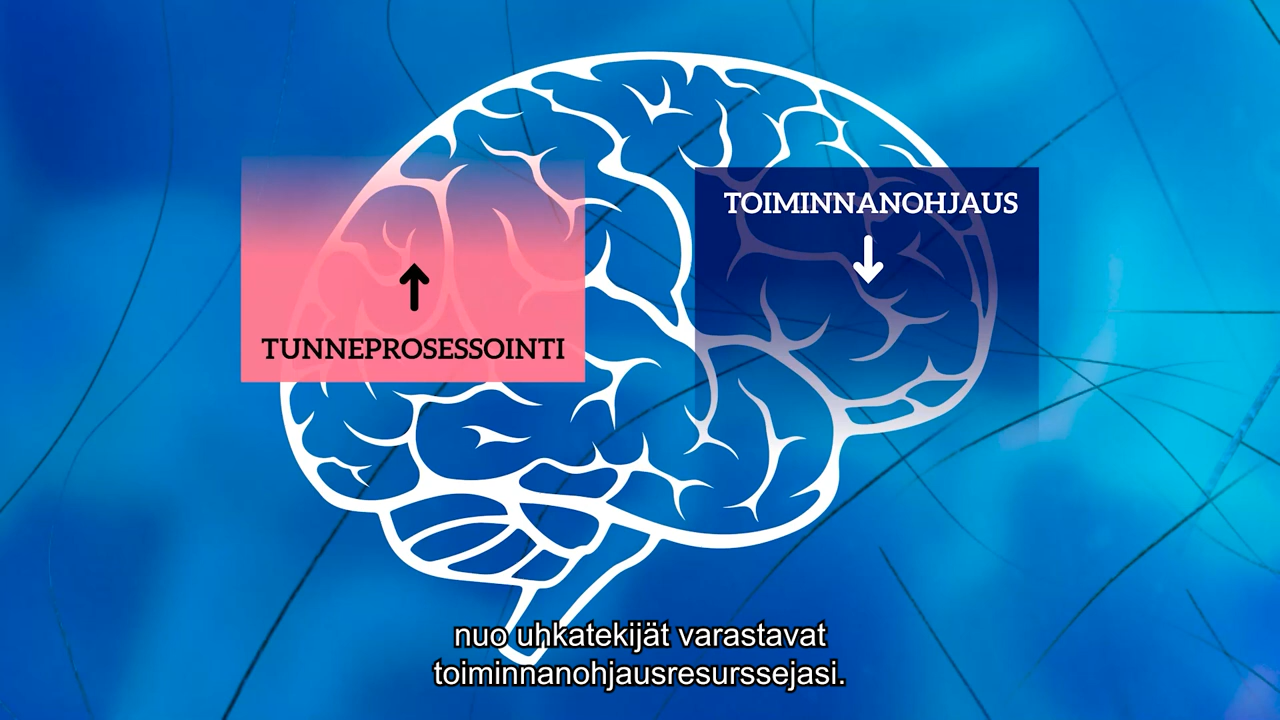 TOIMINNANOHJAUS
TUNNEPROSESSOINTI
nuo uhkatekijät varastavat
toiminnanohjausresurssejasi.